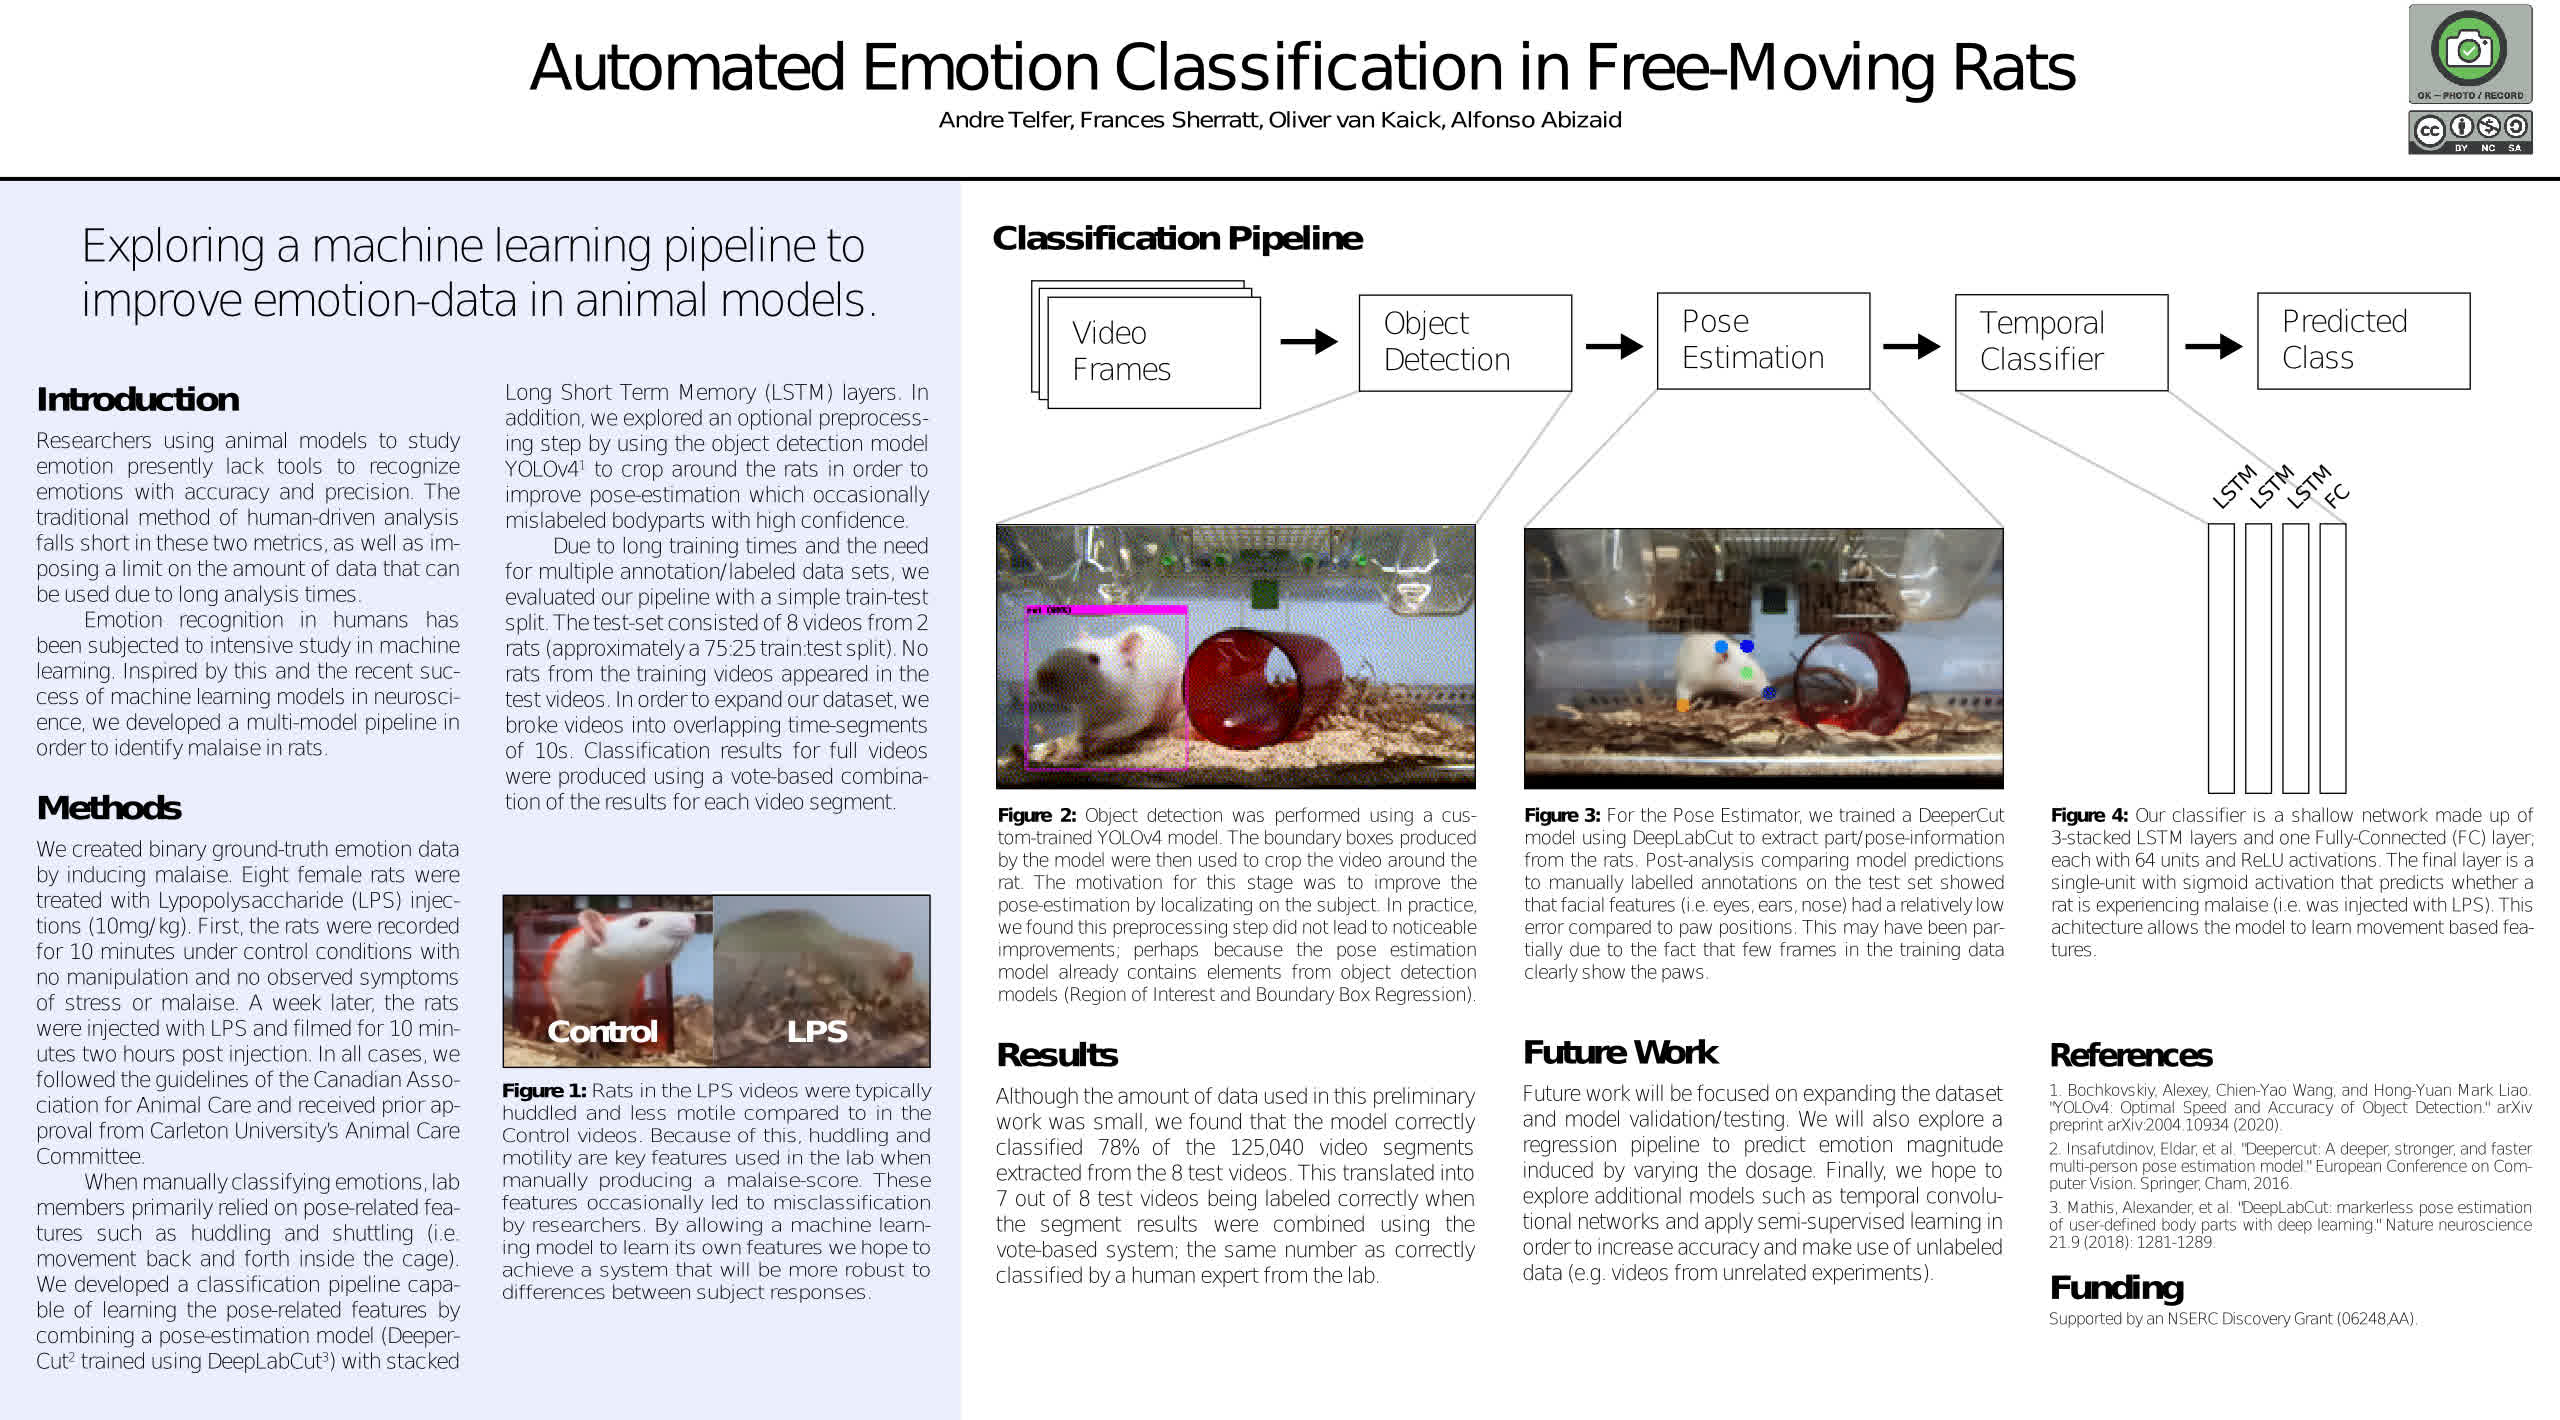 Automated Emotion Classification in Free-Moving Rats
Andre Telfer, Frances Sherratt, Oliver van Kaick, Alfonso Abizaid
OK – PHOTO / RECORD
cc
BY NC SA
Exploring a machine learning pipeline to
improve emotion-data in animal models.
Introduction
Researchers using animal models to study
emotion presently lack tools to recognize
emotions with accuracy and precision. The
traditional method of human-driven analysis
falls short in these two metrics, as well as im-
posing a limit on the amount of data that can
be used due to long analysis times.
Emotion recognition in humans has
been subjected to intensive study in machine
learning. Inspired by this and the recent suc-
cess of machine learning models in neurosci-
ence, we developed a multi-model pipeline in
order to identify malaise in rats.
Methods
We created binary ground-truth emotion data
by inducing malaise. Eight female rats were
treated with Lypopolysaccharide (LPS) injec-
tions (10mg/kg). First, the rats were recorded
for 10 minutes under control conditions with
no manipulation and no observed symptoms
of stress or malaise. A week later, the rats
were injected with LPS and filmed for 10 min-
utes two hours post injection. In all cases, we
followed the guidelines of the Canadian Asso-
ciation for Animal Care and received prior ap-
proval from Carleton University's Animal Care
Committee.
When manually classifying emotions, lab
members primarily relied on pose-related fea-
tures such as huddling and shuttling (i.e.
movement back and forth inside the cage).
We developed a classification pipeline capa-
ble of learning the pose-related features by
combining a pose-estimation model (Deeper-
Cut² trained using DeepLabCut³) with stacked
Long Short Term Memory (LSTM) layers. In
addition, we explored an optional preprocess-
ing step by using the object detection model
YOLOv4¹ to crop around the rats in order to
improve pose-estimation which occasionally
mislabeled bodyparts with high confidence.
Due to long training times and the need
for multiple annotation/labeled data sets, we
evaluated our pipeline with a simple train-test
split. The test-set consisted of 8 videos from 2
rats (approximately a 75:25 train:test split). No
rats from the training videos appeared in the
test videos. In order to expand our dataset, we
broke videos into overlapping time-segments
of 10s. Classification results for full videos
were produced using a vote-based combina-
tion of the results for each video segment.
Control
LPS
Figure 1: Rats in the LPS videos were typically
huddled and less motile compared to in the
Control videos. Because of this, huddling and
motility are key features used in the lab when
manually producing a malaise-score. These
features occasionally led to misclassification
by researchers. By allowing a machine learn-
ing model to learn its own features we hope to
achieve a system that will be more robust to
differences between subject responses.
Classification Pipeline
Video
Frames
Object
Detection
Pose
Estimation
Temporal
Classifier
Predicted
Class
LSTM
LSTM
LSTM
FC
Figure 2: Object detection was performed using a cus-
tom-trained YOLOv4 model. The boundary boxes produced
by the model were then used to crop the video around the
rat. The motivation for this stage was to improve the
pose-estimation by localizating on the subject. In practice,
we found this preprocessing step did not lead to noticeable
improvements; perhaps because the pose estimation
model already contains elements from object detection
models (Region of Interest and Boundary Box Regression).
Figure 3: For the Pose Estimator, we trained a DeeperCut
model using DeepLabCut to extract part/pose-information
from the rats. Post-analysis comparing model predictions
to manually labelled annotations on the test set showed
that facial features (i.e. eyes, ears, nose) had a relatively low
error compared to paw positions. This may have been par-
tially due to the fact that few frames in the training data
clearly show the paws.
Figure 4: Our classifier is a shallow network made up of
3-stacked LSTM layers and one Fully-Connected (FC) layer;
each with 64 units and ReLU activations. The final layer is a
single-unit with sigmoid activation that predicts whether a
rat is experiencing malaise (i.e. was injected with LPS). This
achitecture allows the model to learn movement based fea-
tures.
Results
Although the amount of data used in this preliminary
work was small, we found that the model correctly
classified 78% of the 125,040 video segments
extracted from the 8 test videos. This translated into
7 out of 8 test videos being labeled correctly when
the segment results were combined using the
vote-based system; the same number as correctly
classified by a human expert from the lab.
Future Work
Future work will be focused on expanding the dataset
and model validation/testing. We will also explore a
regression pipeline to predict emotion magnitude
induced by varying the dosage. Finally, we hope to
explore additional models such as temporal convolu-
tional networks and apply semi-supervised learning in
order to increase accuracy and make use of unlabeled
data (e.g. videos from unrelated experiments).
References
1. Bochkovskiy, Alexey, Chien-Yao Wang, and Hong-Yuan Mark Liao.
"YOLOv4: Optimal Speed and Accuracy of Object Detection." arXiv
preprint arXiv:2004.10934 (2020).
2. Insafutdinov, Eldar, et al. "Deepercut: A deeper, stronger, and faster
multi-person pose estimation model." European Conference on Com-
puter Vision. Springer, Cham, 2016.
3. Mathis, Alexander, et al. "DeepLabCut: markerless pose estimation
of user-defined body parts with deep learning." Nature neuroscience
21.9 (2018): 1281-1289.
Funding
Supported by an NSERC Discovery Grant (06248,AA).